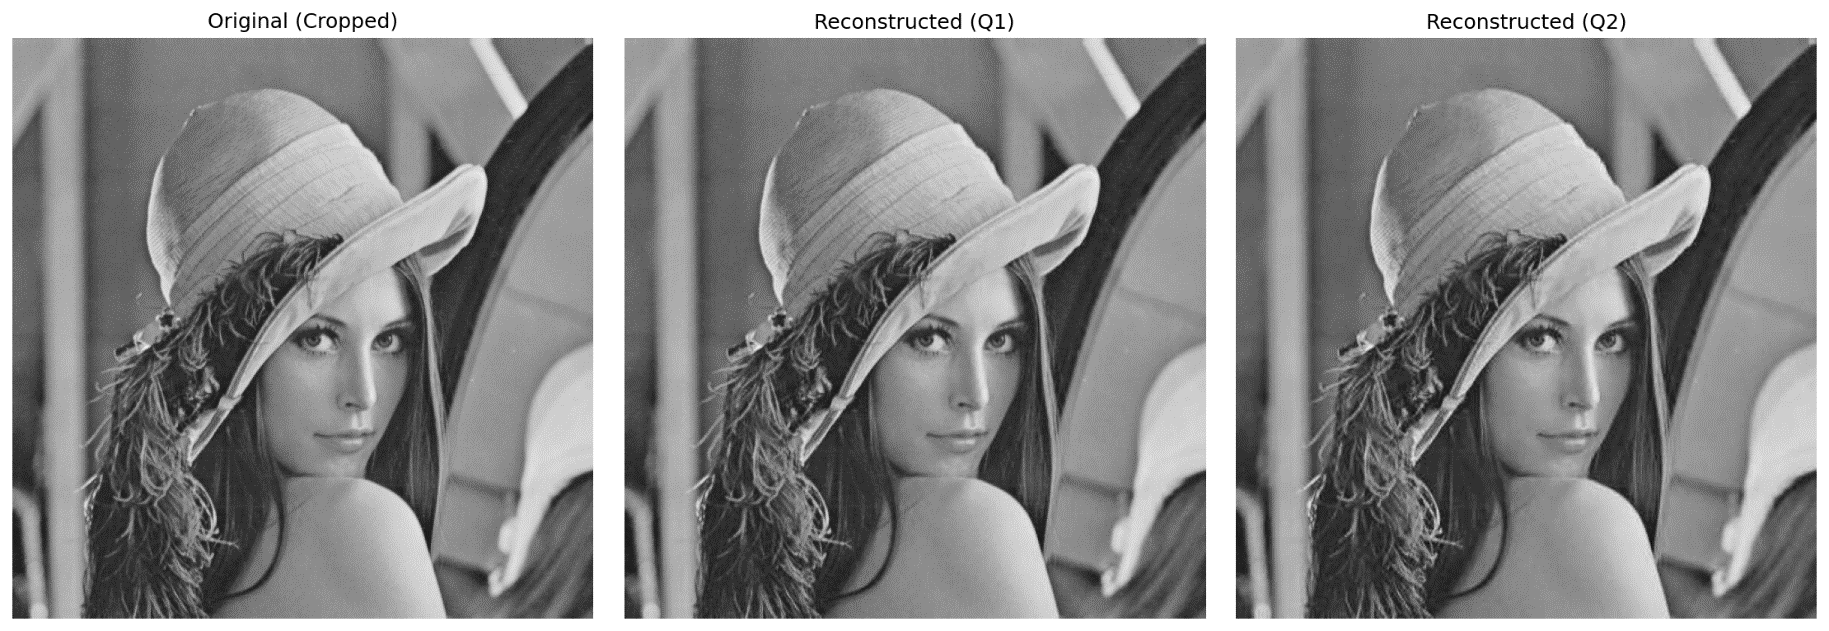 Original (Cropped)
Reconstructed (Q1)
Reconstructed (Q2)